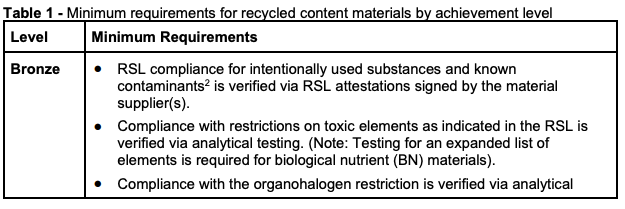 Table 1 - Minimum requirements for recycled content materials by achievement level
Level Minimum Requirements
Bronze • RSL compliance for intentionally used substances and known
contaminants² is verified via RSL attestations signed by the material
supplier(s).
• Compliance with restrictions on toxic elements as indicated in the RSL is
verified via analytical testing. (Note: Testing for an expanded list of
elements is required for biological nutrient (BN) materials).
• Compliance with the organohalogen restriction is verified via analytical